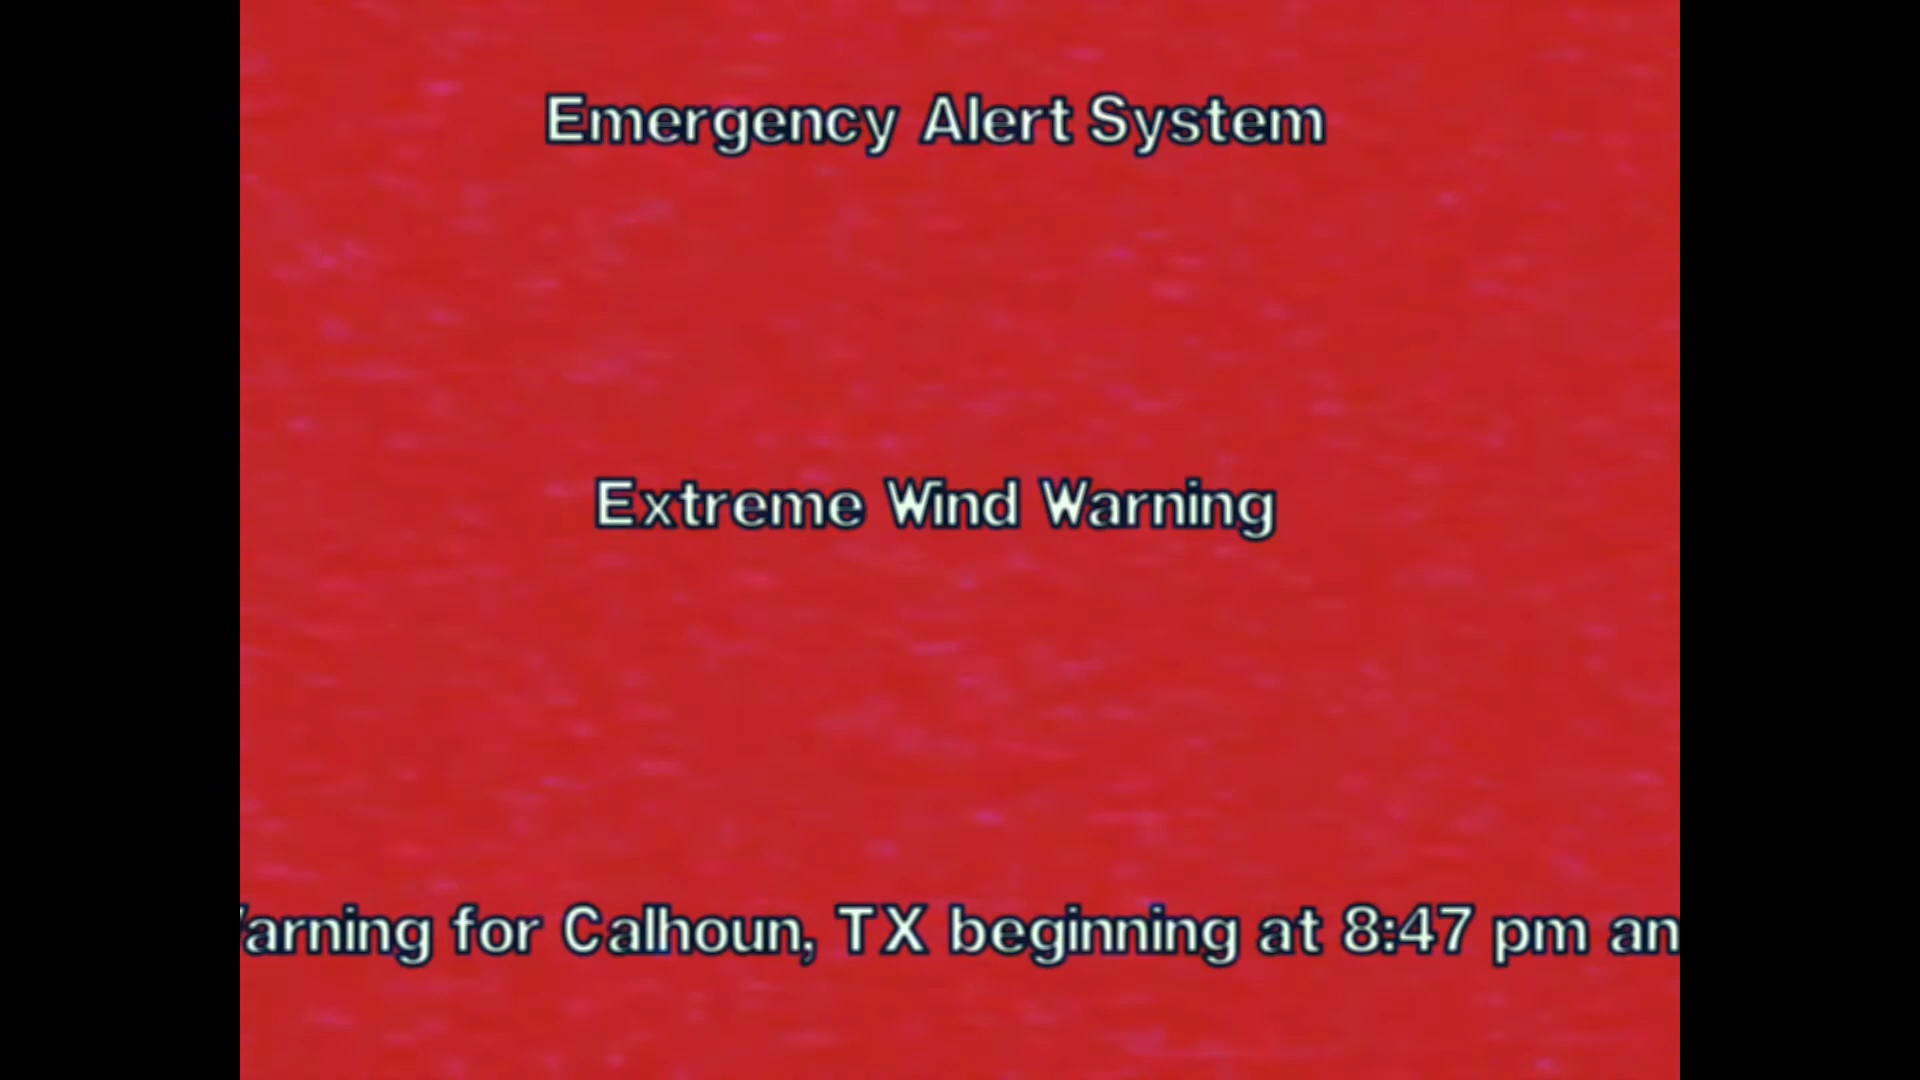 Emergency Alert System
Extreme Wind Warning
arning for Calhoun, TX beginning at 8:47 pm an